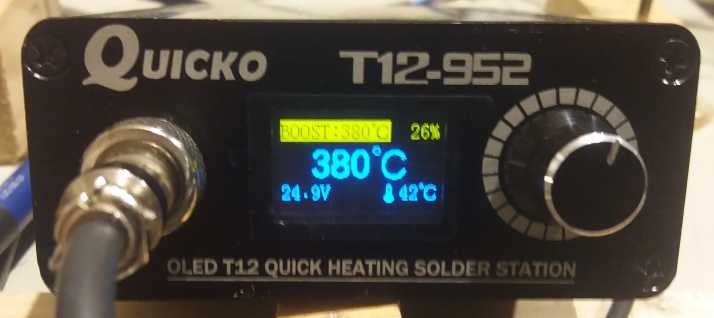 QUICKO
T12-952
BOOST:380℃ 26%
380℃
24.9V 42℃
OLED T12 QUICK HEATING SOLDER STATION